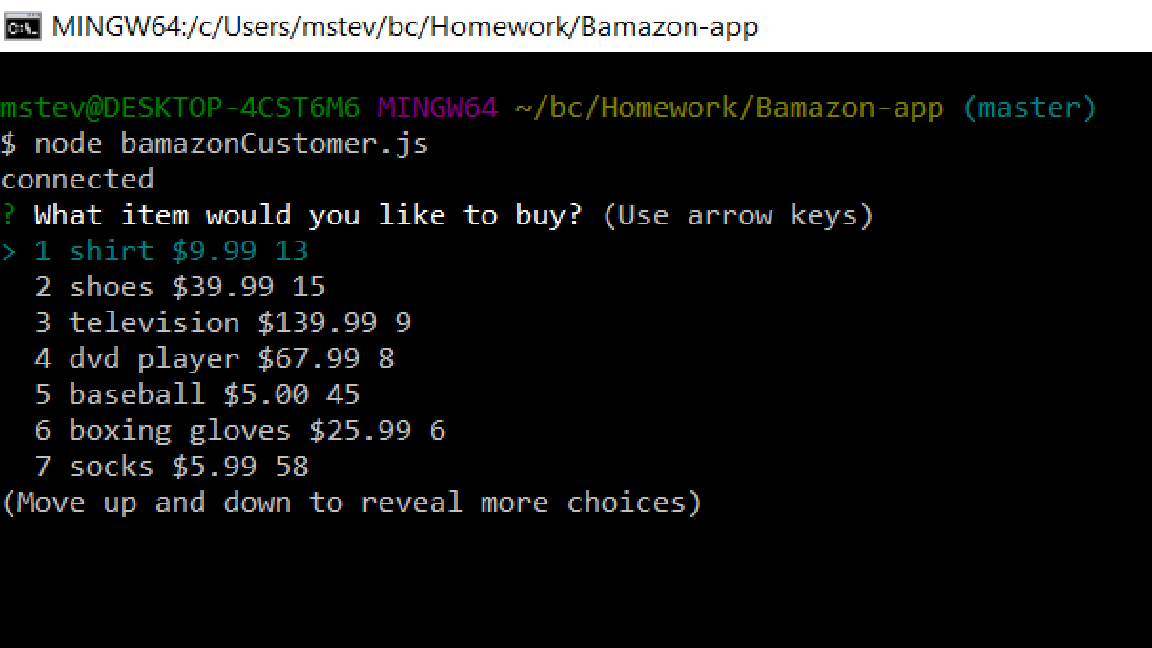 MINGW64:/c/Users/mstev/bc/Homework/Bamazon-app
mstev@DESKTOP-4CST6M6 MINGW64 ~/bc/Homework/Bamazon-app (master)
$ node bamazonCustomer.js
connected
? What item would you like to buy? (Use arrow keys)
> 1 shirt $9.99 13
2 shoes $39.99 15
3 television $139.99 9
4 dvd player $67.99 8
5 baseball $5.00 45
6 boxing gloves $25.99 6
7 socks $5.99 58
(Move up and down to reveal more choices)